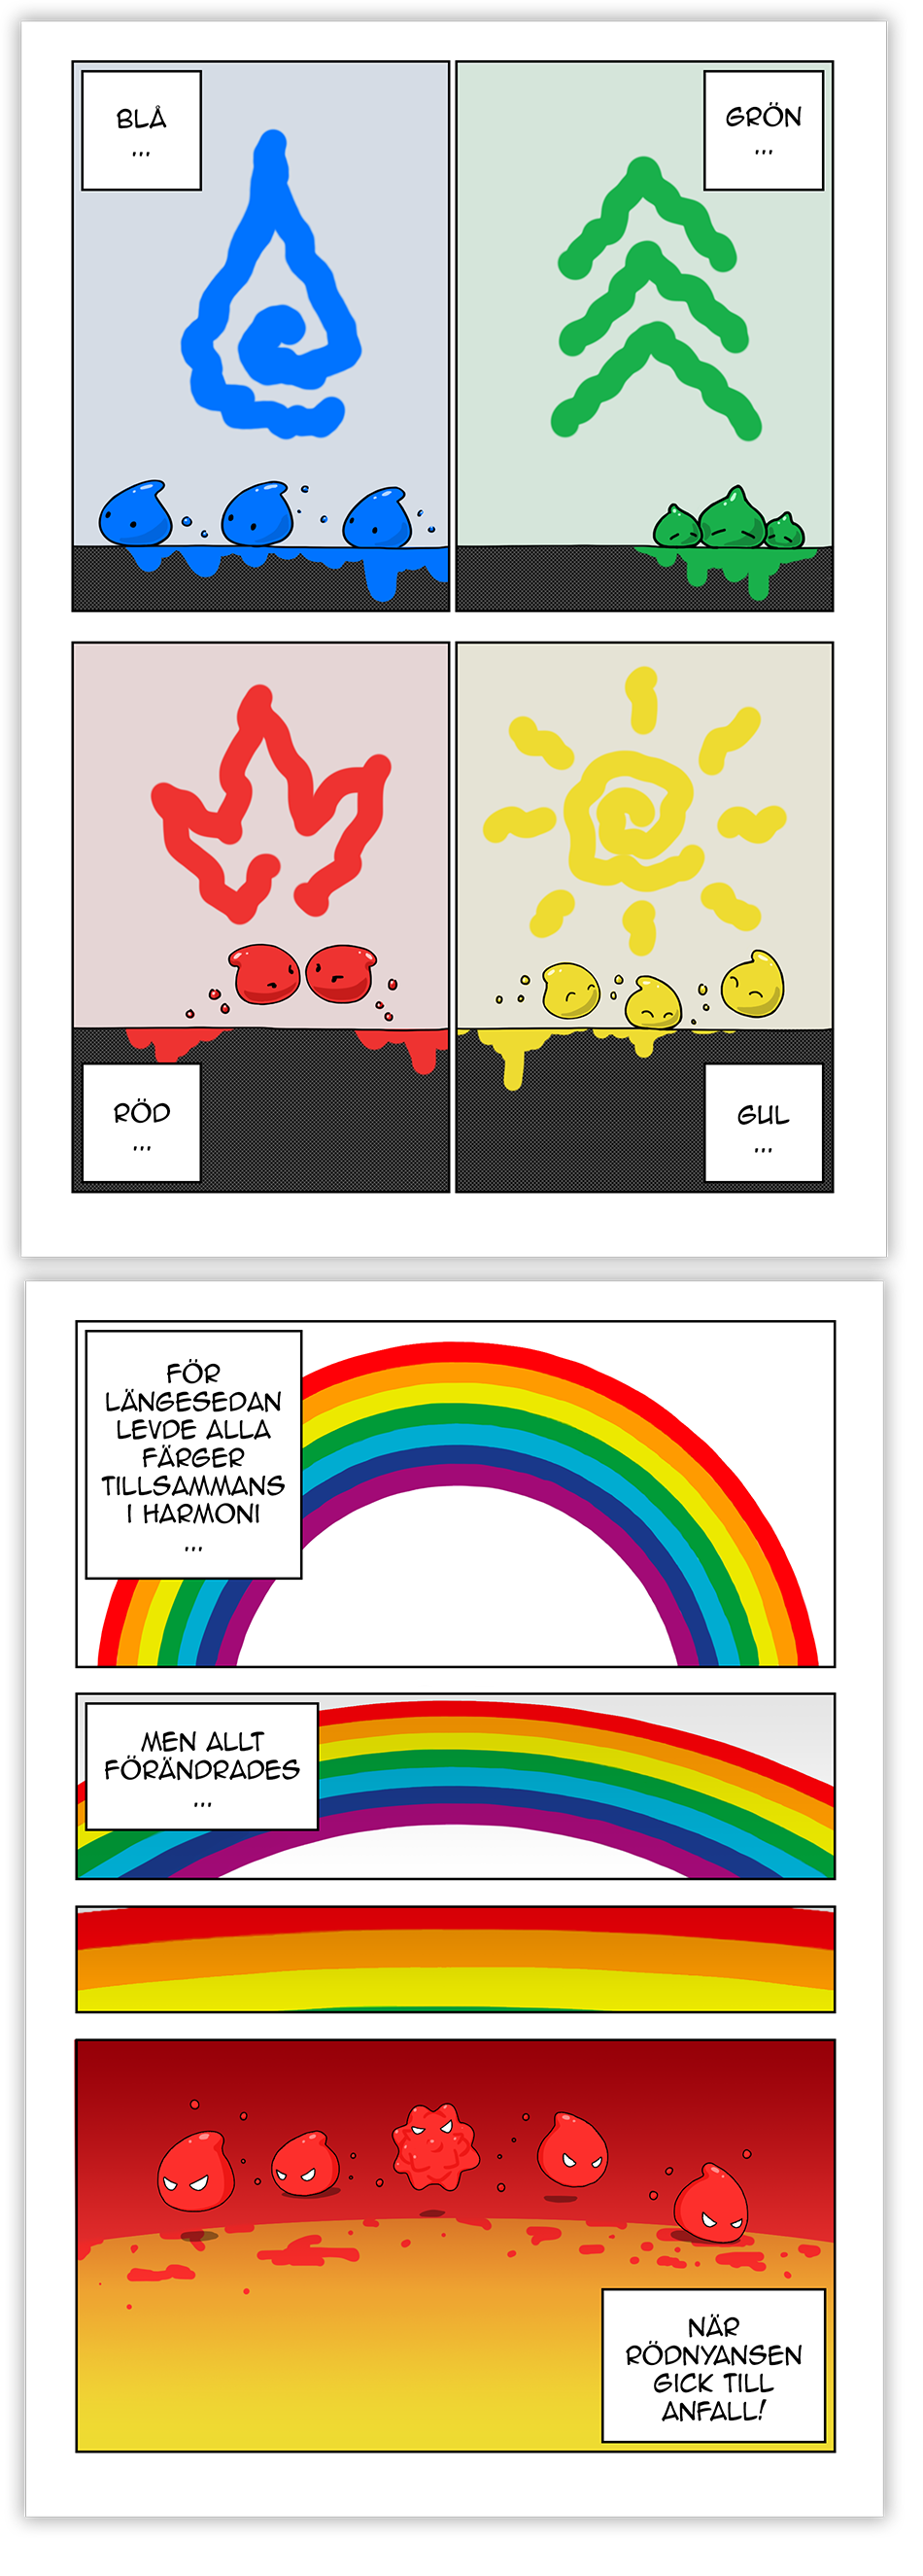 BLÅ
...
GRÖN
...
RÖD
...
GUL
...
FÖR
LÄNGESEDAN
LEVDE ALLA
FÄRGER
TILLSAMMANS
I HARMONI
...
MEN ALLT
FÖRÄNDRADES
...
NÄR
RÖDNYANSEN
GICK TILL
ANFALL!